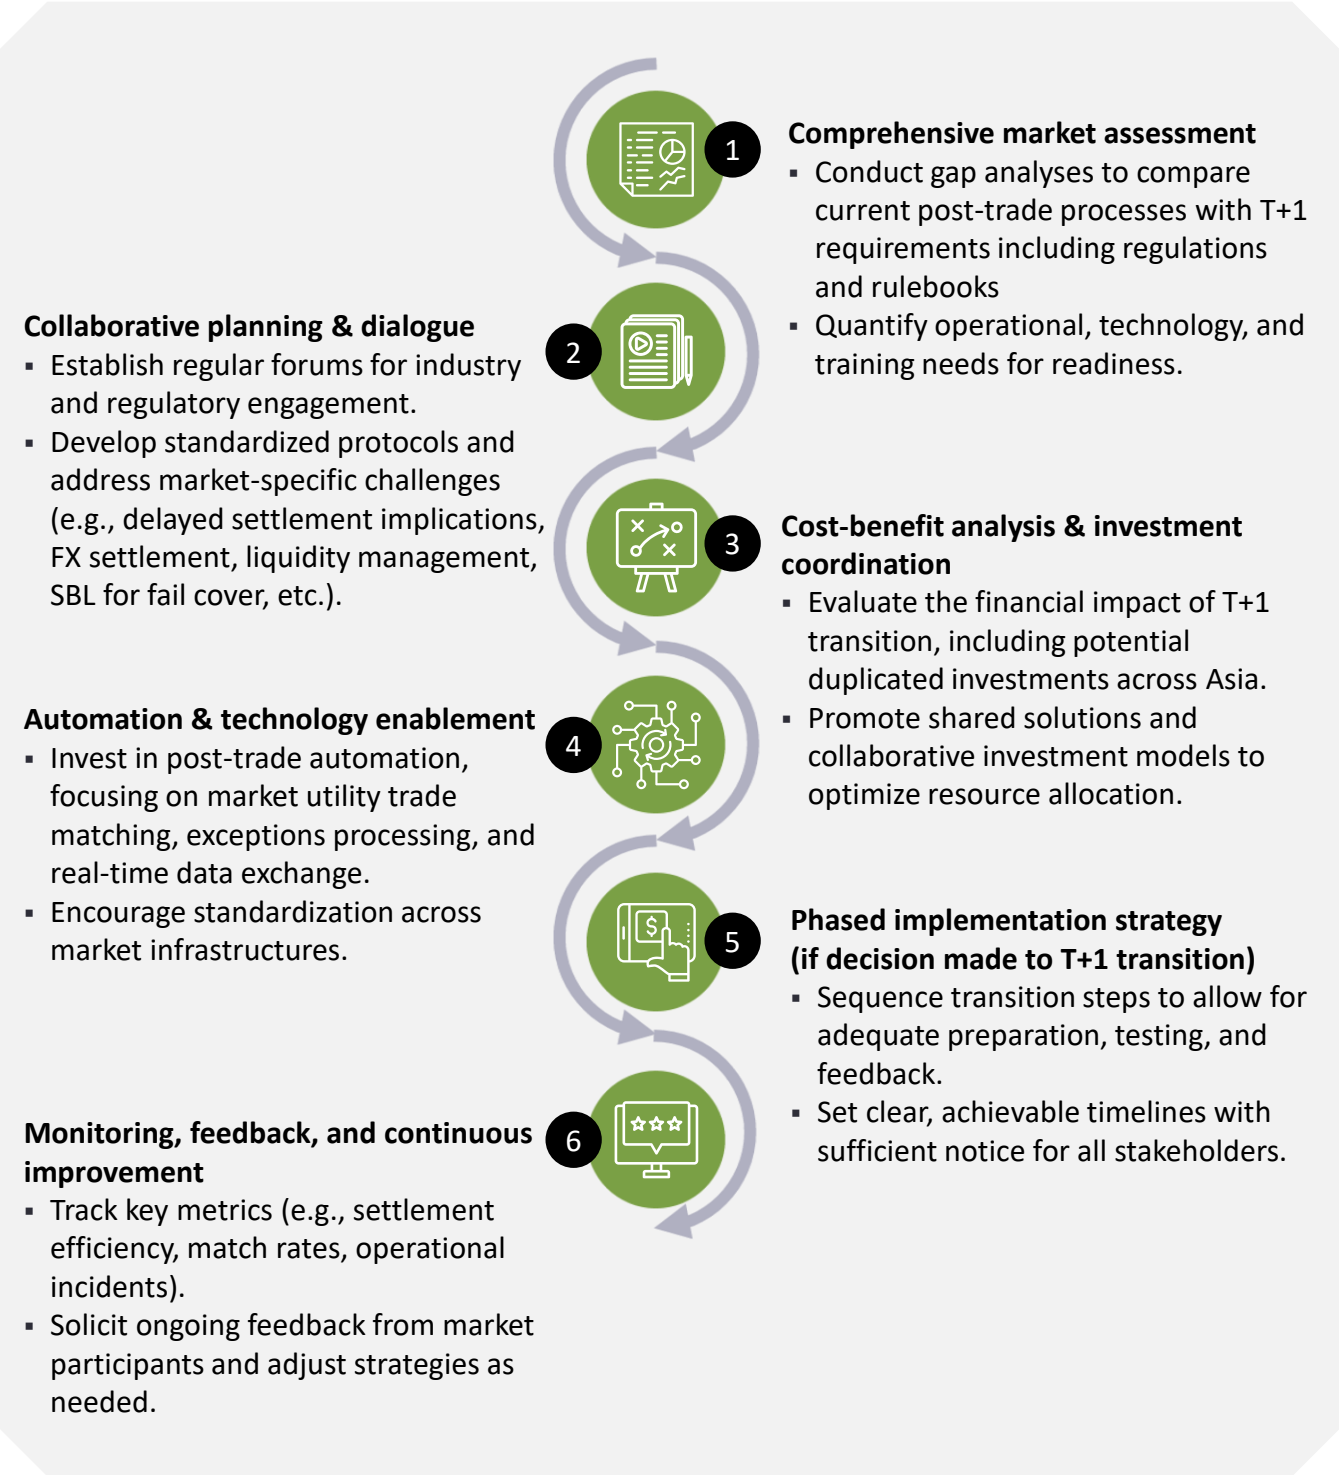 1
Comprehensive market assessment
▪ Conduct gap analyses to compare
current post-trade processes with T+1
requirements including regulations
and rulebooks
▪ Quantify operational, technology, and
training needs for readiness.
Collaborative planning & dialogue
2
▪ Establish regular forums for industry
and regulatory engagement.
▪ Develop standardized protocols and
address market-specific challenges
(e.g., delayed settlement implications,
FX settlement, liquidity management,
SBL for fail cover, etc.).
3
Cost-benefit analysis & investment
coordination
▪ Evaluate the financial impact of T+1
transition, including potential
duplicated investments across Asia.
▪ Promote shared solutions and
collaborative investment models to
optimize resource allocation.
Automation & technology enablement
4
▪ Invest in post-trade automation,
focusing on market utility trade
matching, exceptions processing, and
real-time data exchange.
▪ Encourage standardization across
market infrastructures.
$
5
Phased implementation strategy
(if decision made to T+1 transition)
▪ Sequence transition steps to allow for
adequate preparation, testing, and
feedback.
▪ Set clear, achievable timelines with
sufficient notice for all stakeholders.
Monitoring, feedback, and continuous
improvement
6
▪ Track key metrics (e.g., settlement
efficiency, match rates, operational
incidents).
▪ Solicit ongoing feedback from market
participants and adjust strategies as
needed.